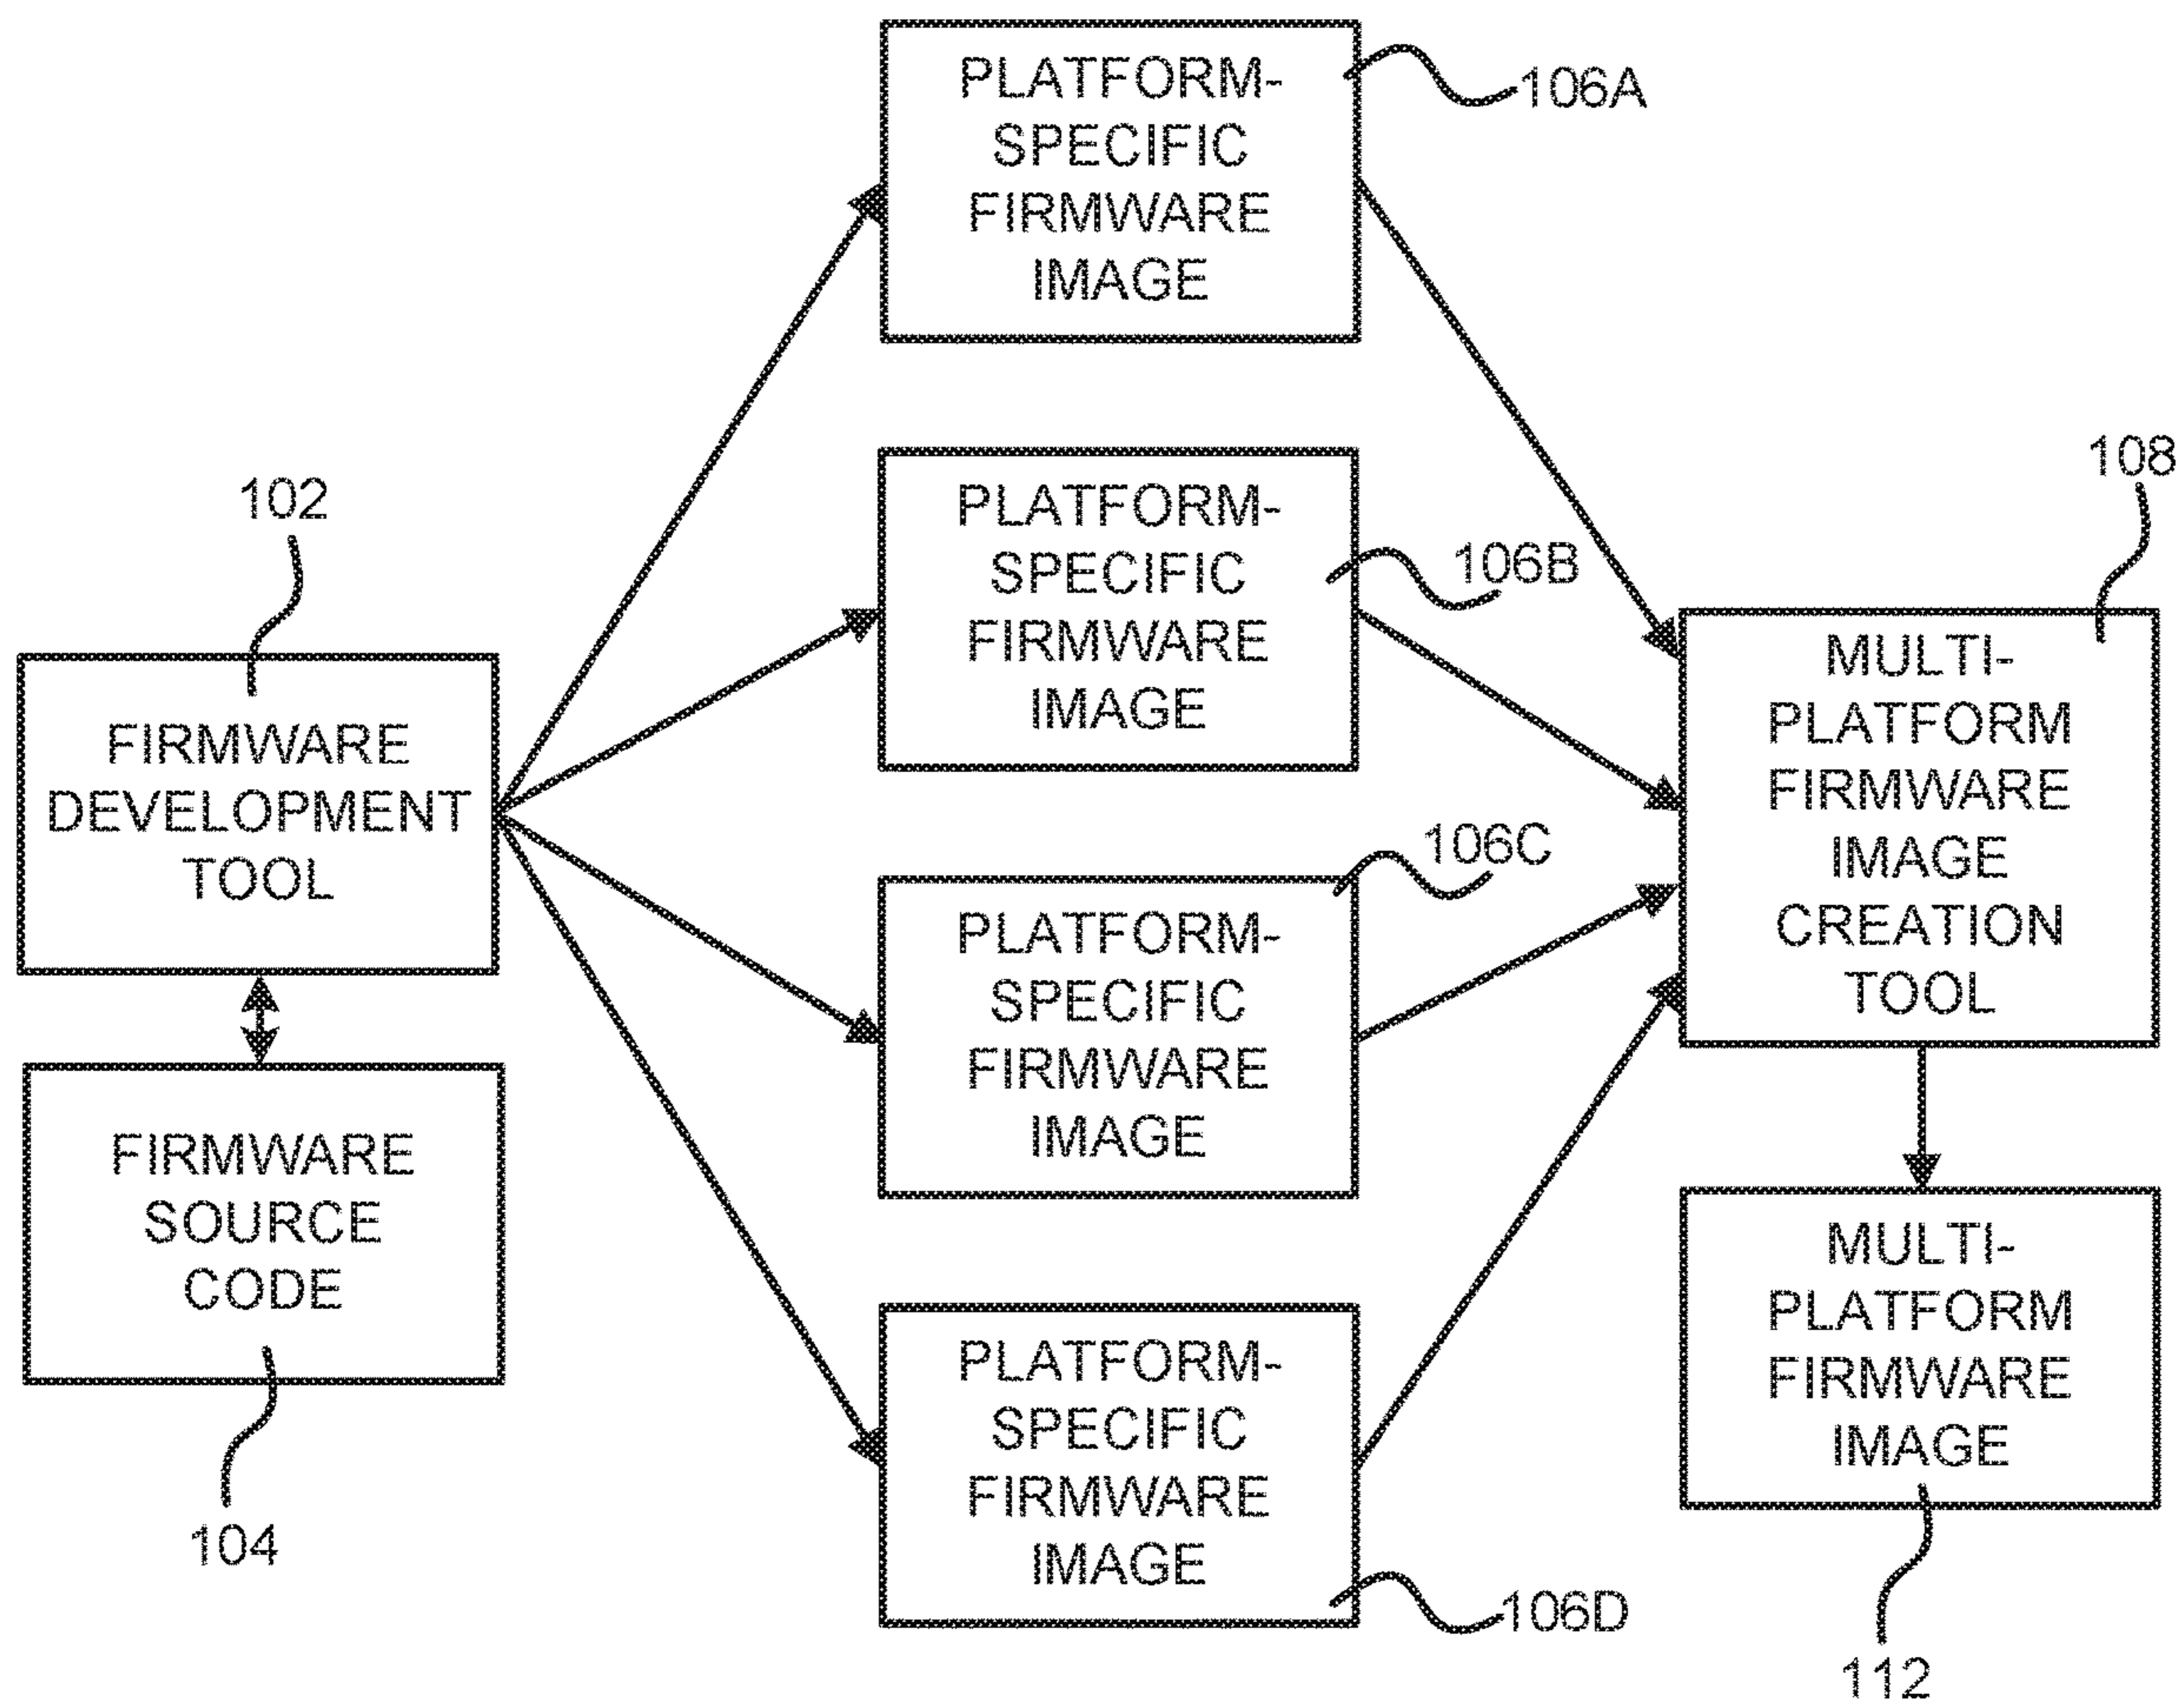 102
FIRMWARE
DEVELOPMENT
TOOL
FIRMWARE
SOURCE
CODE
104
PLATFORM-
SPECIFIC
FIRMWARE
IMAGE
106A
PLATFORM-
SPECIFIC
FIRMWARE
IMAGE
106B
PLATFORM-
SPECIFIC
FIRMWARE
IMAGE
106C
PLATFORM-
SPECIFIC
FIRMWARE
IMAGE
106D
108
MULTI-
PLATFORM
FIRMWARE
IMAGE
CREATION
TOOL
MULTI-
PLATFORM
FIRMWARE
IMAGE
112